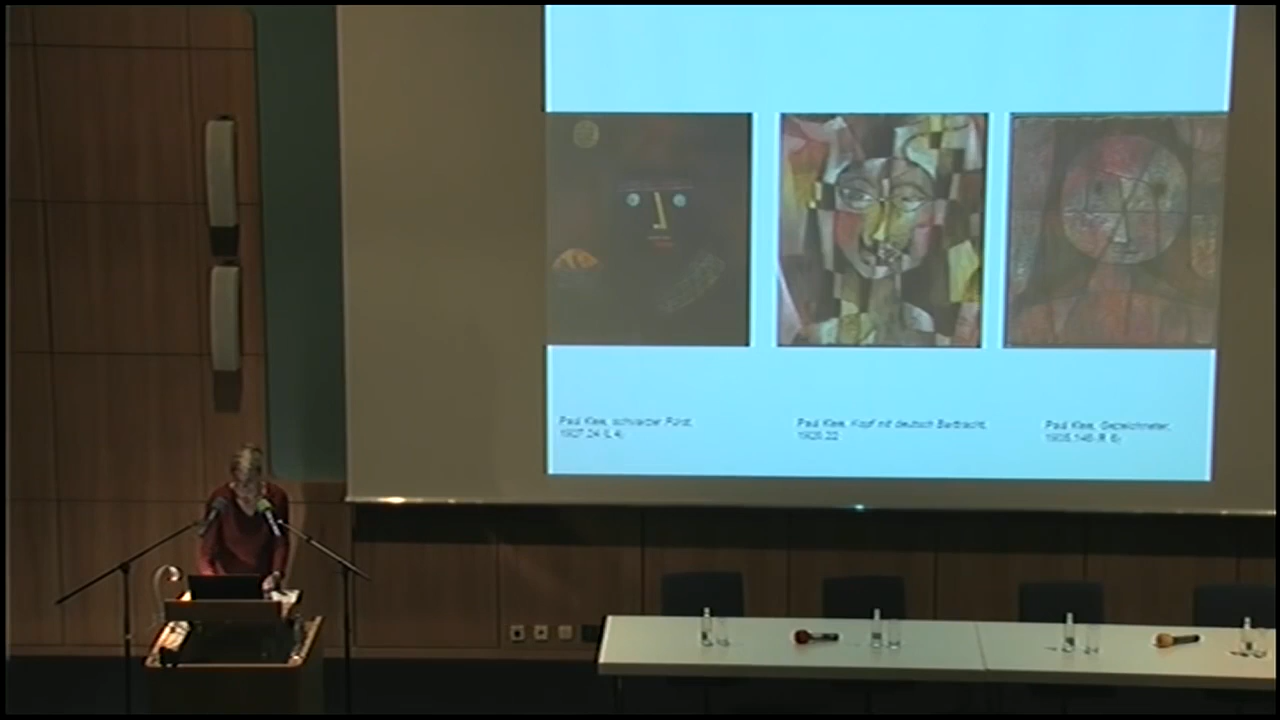 Paul Klee, schwarzer Fürst,
1927.24 (L 4)
Paul Klee, Kopf mit deutsch Barttracht,
1920.22
Paul Klee, Gezeichneter,
1935.146 (R 6)